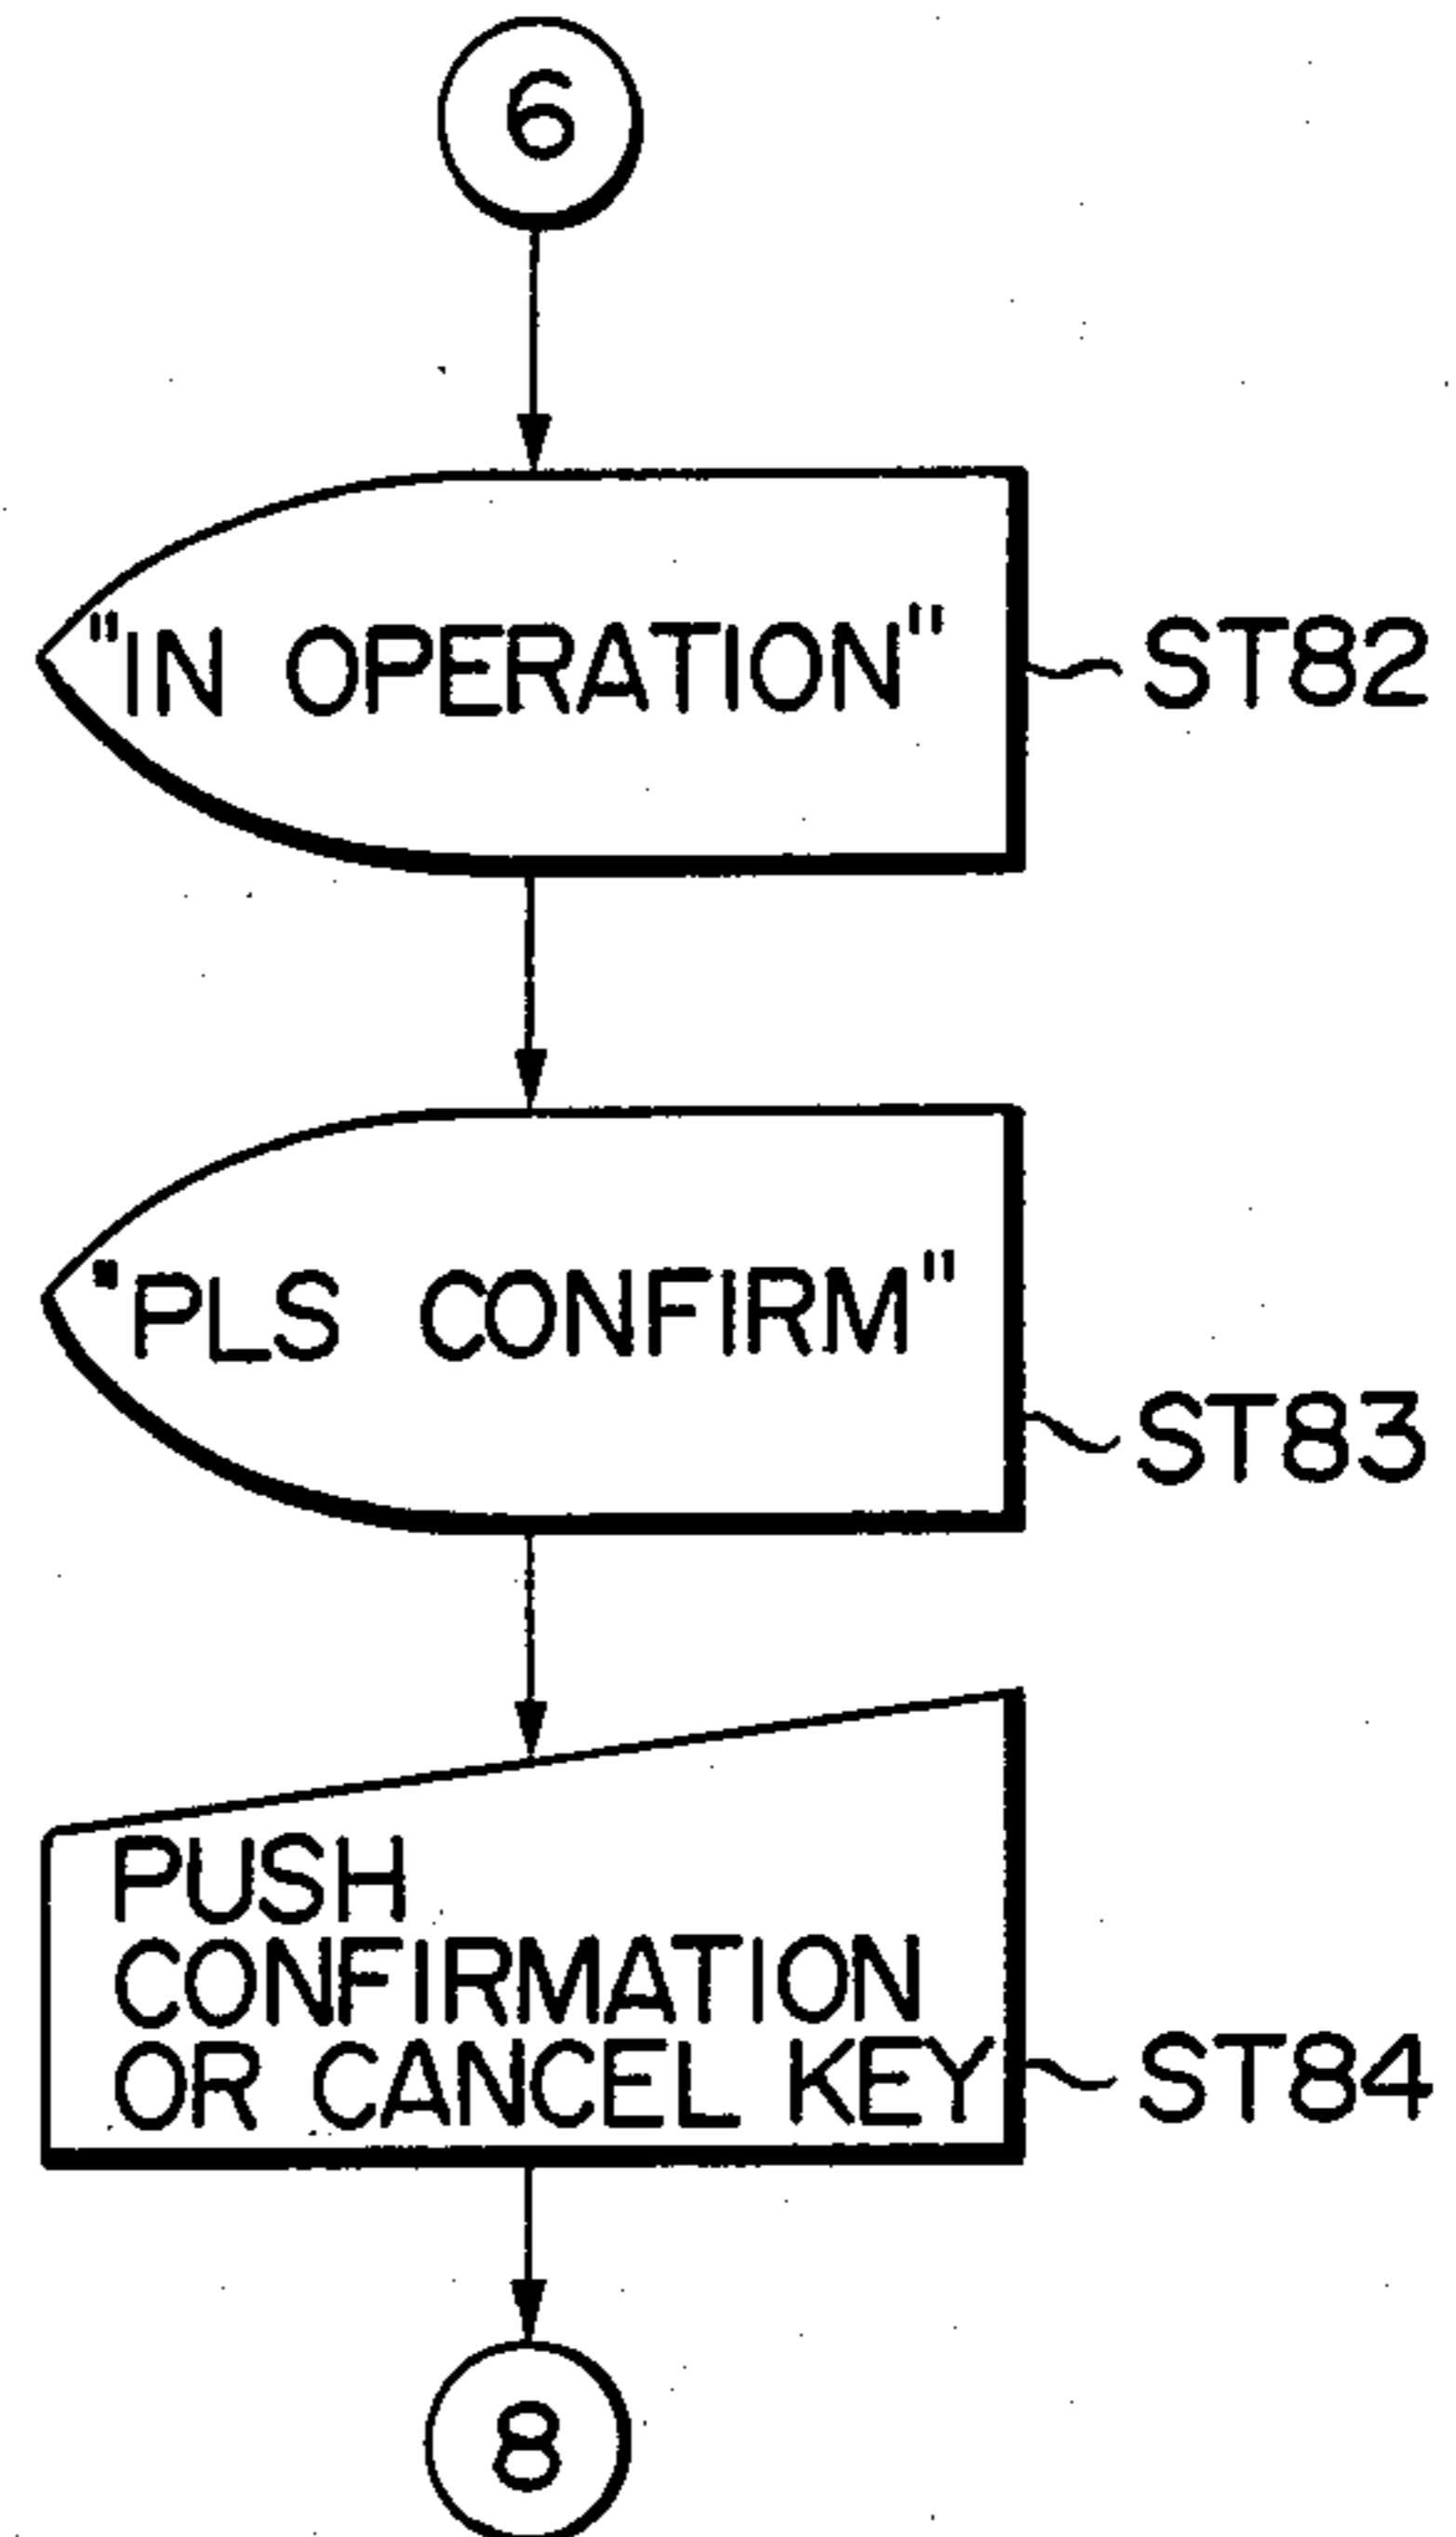 6
"IN OPERATION" ST82
"PLS CONFIRM"
ST83
PUSH
CONFIRMATION
OR CANCEL KEY ST84
8